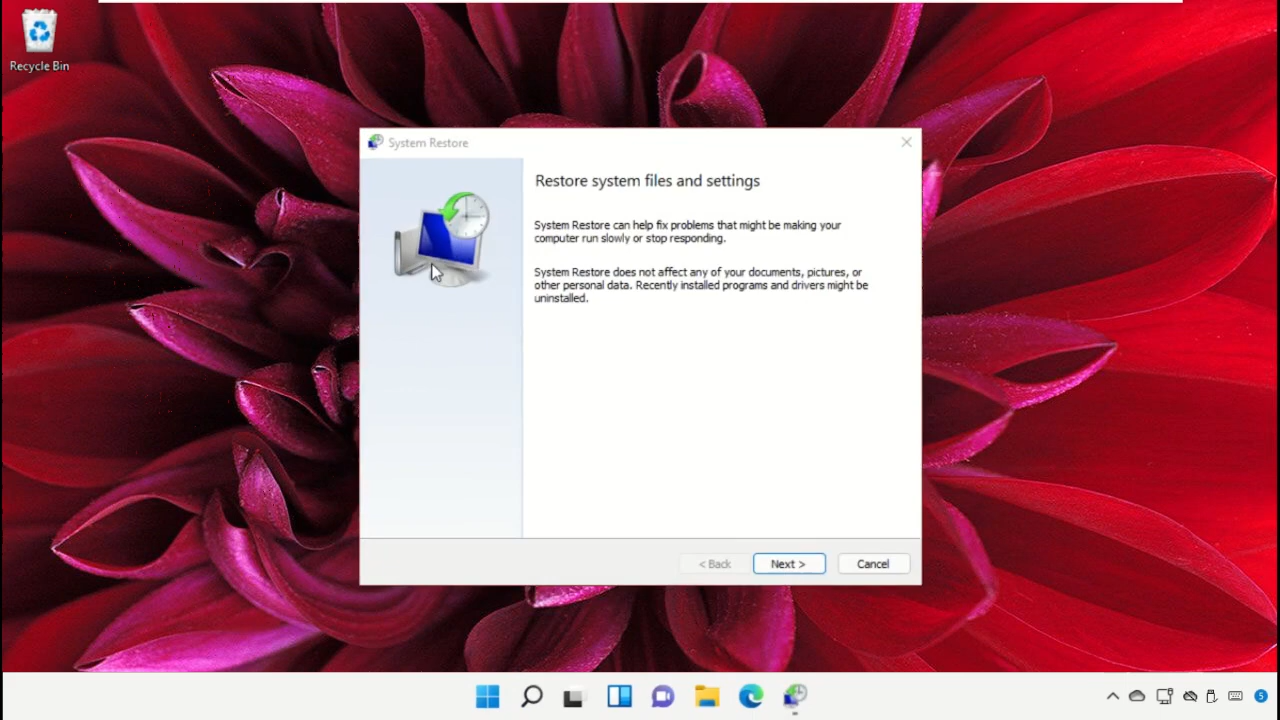 Recycle Bin
System Restore
Restore system files and settings
System Restore can help fix problems that might be making your
computer run slowly or stop responding.
System Restore does not affect any of your documents, pictures, or
other personal data. Recently installed programs and drivers might be
uninstalled.
< Back
Next >
Cancel
5